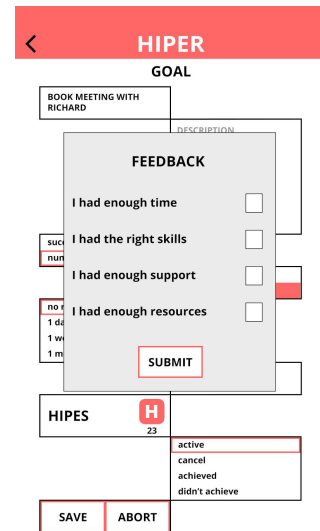 HIPER
GOAL
BOOK MEETING WITH
RICHARD
DESCRIPTION
FEEDBACK
I had enough time
I had the right skills
I had enough support
I had enough resources
SUBMIT
HIPES
H
23
active
cancel
achieved
didn't achieve
SAVE
ABORT